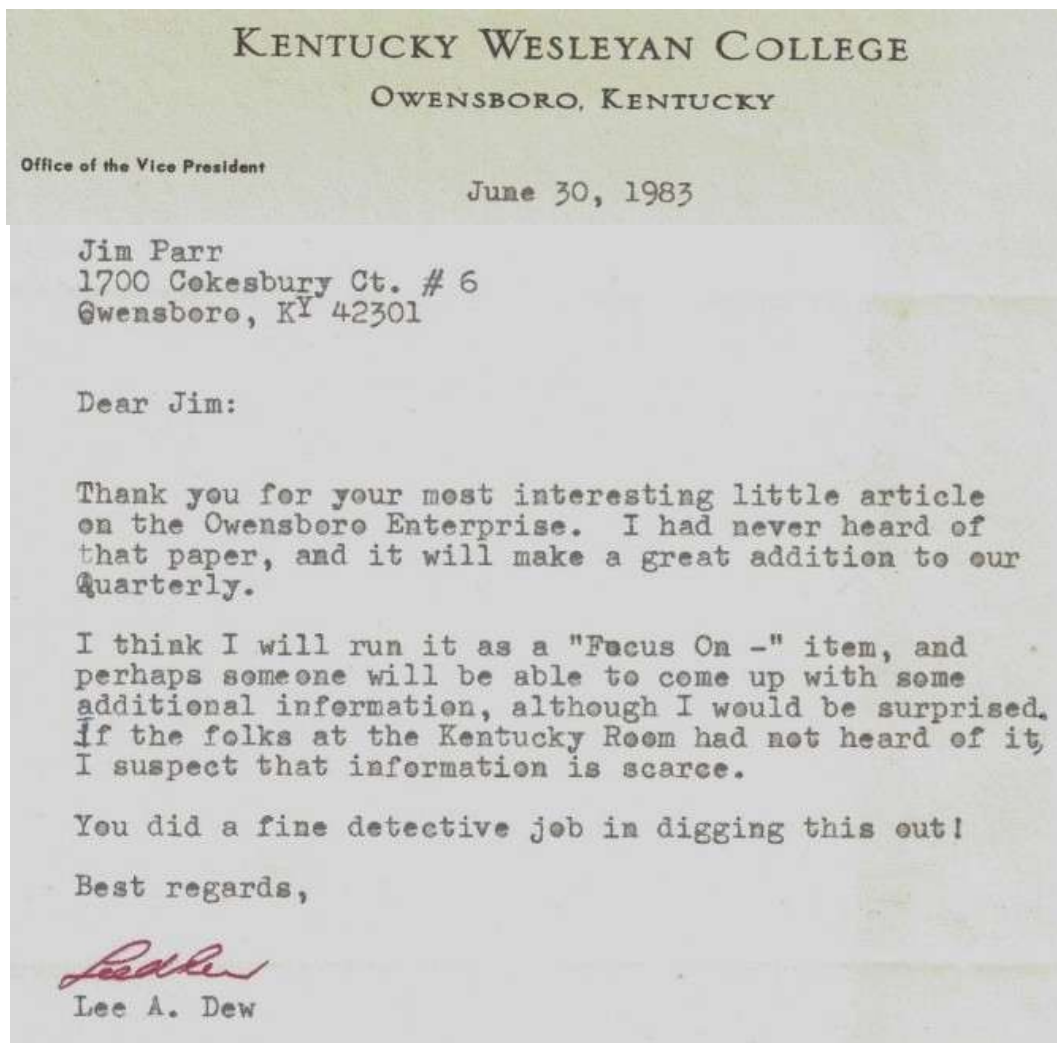 KENTUCKY WESLEYAN COLLEGE
OWENSBORO, KENTUCKY
Office of the Vice President
June 30, 1983
Jim Parr
1700 Cokesbury Ct. # 6
Owensboro, KY 42301
Dear Jim:
Thank you for your most interesting little article
on the Owensboro Enterprise. I had never heard of
that paper, and it will make a great addition to our
Quarterly.
I think I will run it as a "Focus On -" item, and
perhaps someone will be able to come up with some
additional information, although I would be surprised.
If the folks at the Kentucky Room had not heard of it,
I suspect that information is scarce.
You did a fine detective job in digging this out!
Best regards,
Lee A. Dew